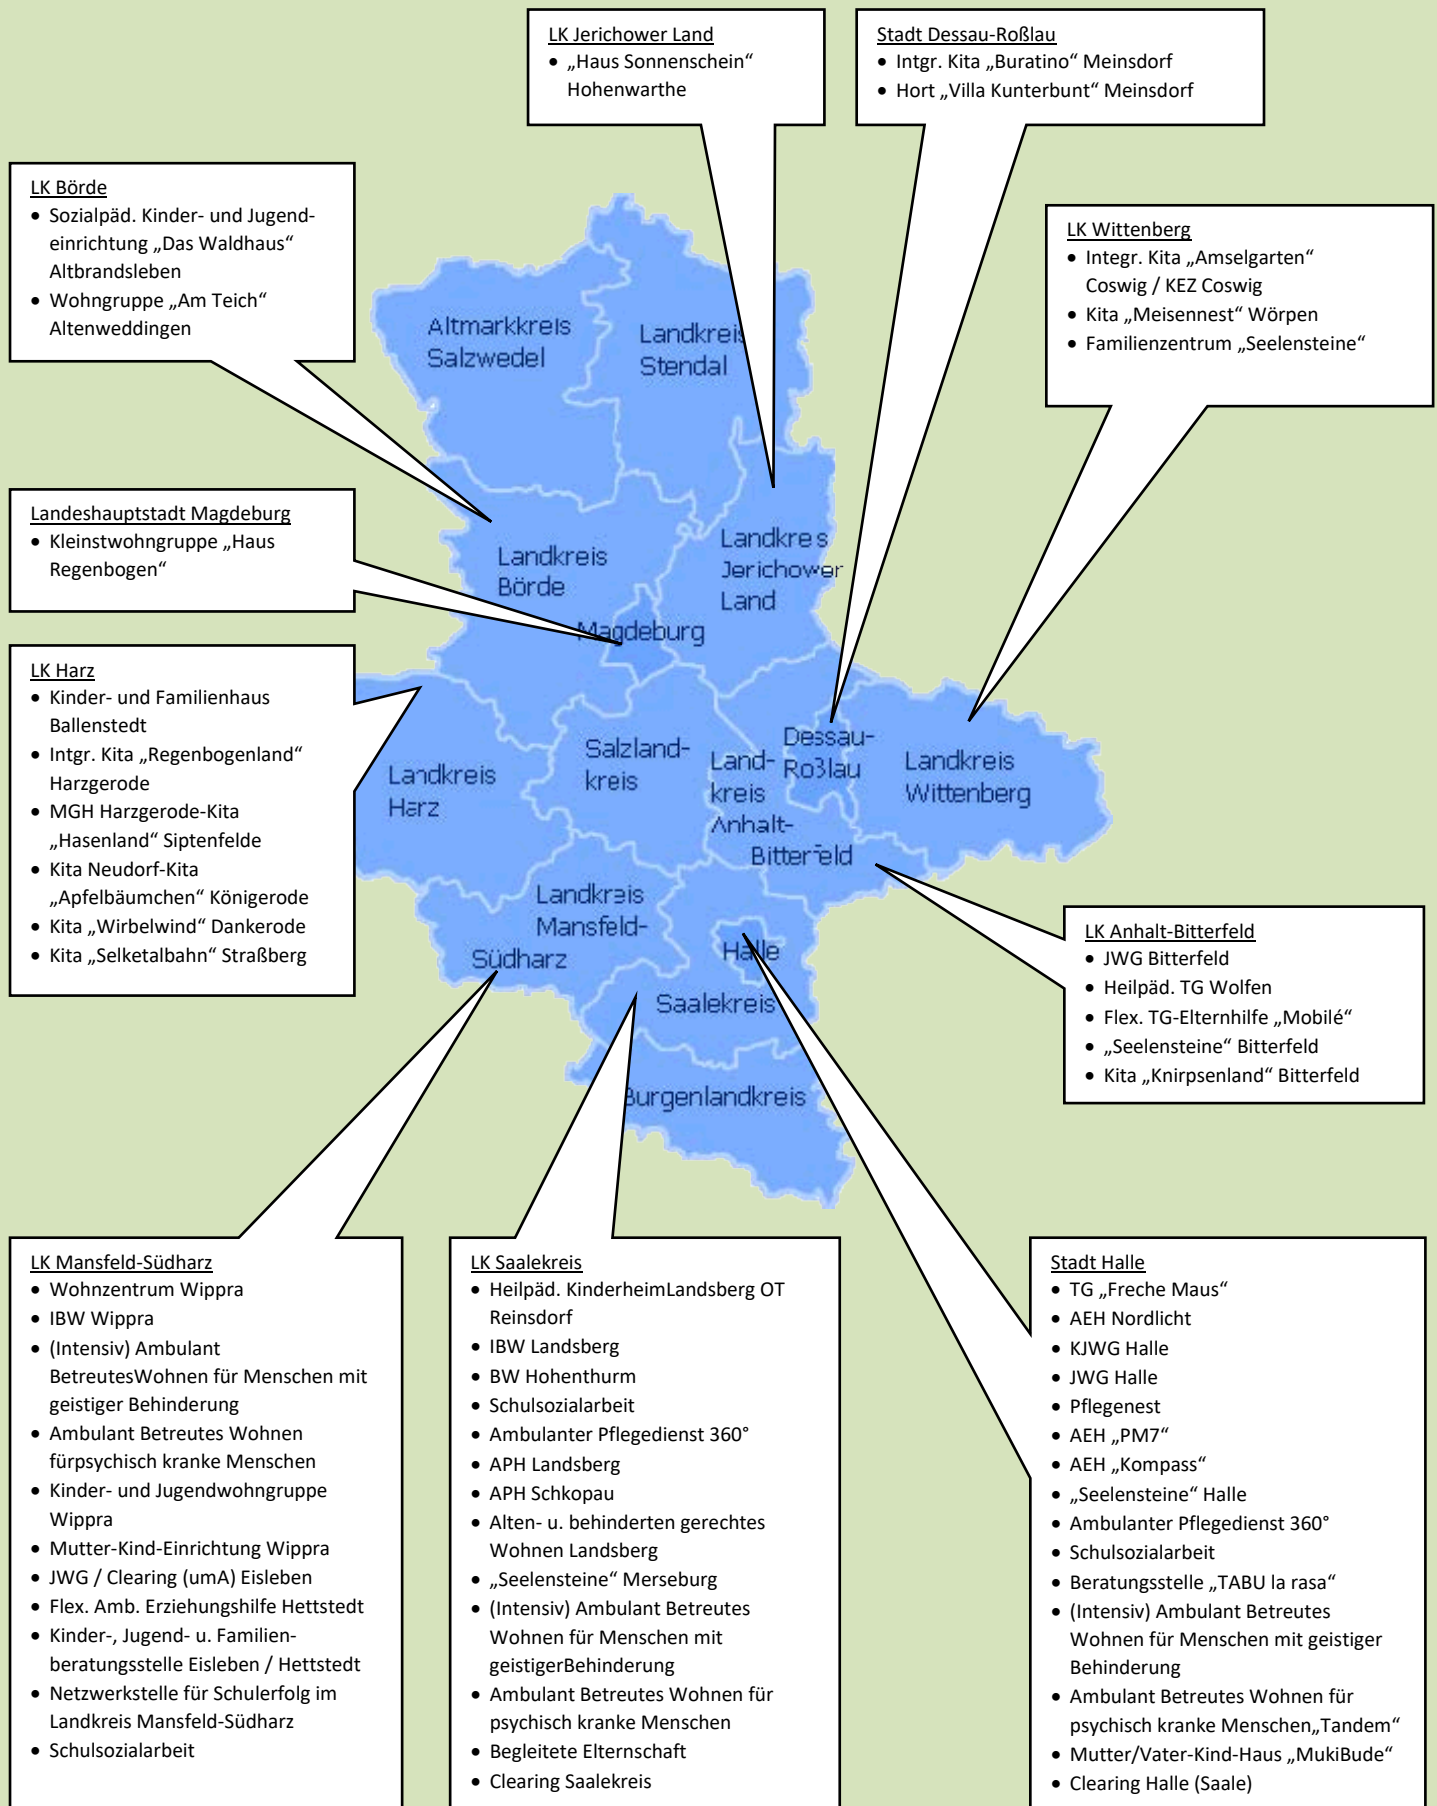 LK Jerichower Land
• „Haus Sonnenschein“
Hohenwarthe
Stadt Dessau-Roßlau
• Intgr. Kita „Buratino“ Meinsdorf
• Hort „Villa Kunterbunt“ Meinsdorf
LK Börde
• Sozialpäd. Kinder- und Jugend-
einrichtung „Das Waldhaus“
Altbrandsleben
• Wohngruppe „Am Teich“
Altenweddingen
LK Wittenberg
• Integr. Kita „Amselgarten“
Coswig / KEZ Coswig
• Kita „Meisennest“ Wörpen
• Familienzentrum „Seelensteine“
Landeshauptstadt Magdeburg
• Kleinstwohngruppe „Haus
Regenbogen“
LK Harz
• Kinder- und Familienhaus
Ballenstedt
• Intgr. Kita „Regenbogenland“
Harzgerode
• MGH Harzgerode-Kita
„Hasenland“ Siptenfelde
• Kita Neudorf-Kita
„Apfelbäumchen“ Königerode
• Kita „Wirbelwind“ Dankerode
• Kita „Selketalbahn“ Straßberg
Altmarkkreis
Salzwedel
Landkreis
Stendal
Landkreis
Börde
Landkreis
Jerichower
Land
Magdeburg
Landkreis
Harz
Salzland-
kreis
Land-
kreis
Anhalt-
Bitterfeld
Dessau-
Roßlau
Landkreis
Wittenberg
Landkreis
Mansfeld-
Südharz
Halle
Saalekreis
Burgenlandkreis
LK Anhalt-Bitterfeld
• JWG Bitterfeld
• Heilpäd. TG Wolfen
• Flex. TG-Elternhilfe „Mobilé“
• „Seelensteine“ Bitterfeld
• Kita „Knirpsenland“ Bitterfeld
LK Mansfeld-Südharz
• Wohnzentrum Wippra
• IBW Wippra
• (Intensiv) Ambulant
BetreutesWohnen für Menschen mit
geistiger Behinderung
• Ambulant Betreutes Wohnen
fürpsychisch kranke Menschen
• Kinder- und Jugendwohngruppe
Wippra
• Mutter-Kind-Einrichtung Wippra
• JWG / Clearing (umA) Eisleben
• Flex. Amb. Erziehungshilfe Hettstedt
• Kinder-, Jugend- u. Familien-
beratungsstelle Eisleben / Hettstedt
• Netzwerkstelle für Schulerfolg im
Landkreis Mansfeld-Südharz
• Schulsozialarbeit
LK Saalekreis
• Heilpäd. KinderheimLandsberg OT
Reinsdorf
• IBW Landsberg
• BW Hohenthurm
• Schulsozialarbeit
• Ambulanter Pflegedienst 360°
• APH Landsberg
• APH Schkopau
• Alten- u. behinderten gerechtes
Wohnen Landsberg
• „Seelensteine“ Merseburg
• (Intensiv) Ambulant Betreutes
Wohnen für Menschen mit
geistigerBehinderung
• Ambulant Betreutes Wohnen für
psychisch kranke Menschen
• Begleitete Elternschaft
• Clearing Saalekreis
Stadt Halle
• TG „Freche Maus“
• AEH Nordlicht
• KJWG Halle
• JWG Halle
• Pflegenest
• AEH „PM7“
• AEH „Kompass“
• „Seelensteine“ Halle
• Ambulanter Pflegedienst 360°
• Schulsozialarbeit
• Beratungsstelle „TABU la rasa“
• (Intensiv) Ambulant Betreutes
Wohnen für Menschen mit geistiger
Behinderung
• Ambulant Betreutes Wohnen für
psychisch kranke Menschen„Tandem“
• Mutter/Vater-Kind-Haus „MukiBude“
• Clearing Halle (Saale)